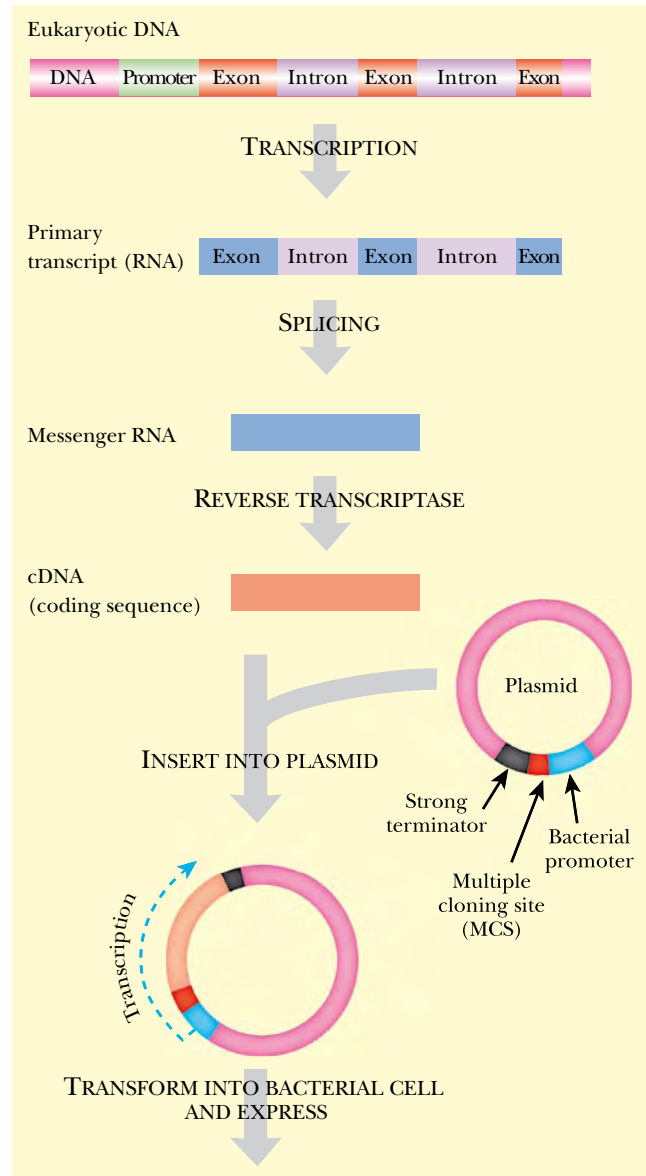 Eukaryotic DNA
DNA Promoter Exon Intron Exon Intron Exon
TRANSCRIPTION
Primary
transcript (RNA)
Exon Intron Exon Intron Exon
SPLICING
Messenger RNA
REVERSE TRANSCRIPTASE
cDNA
(coding sequence)
Plasmid
INSERT INTO PLASMID
Strong
terminator
Bacterial
promoter
Multiple
cloning site
(MCS)
Transcription
TRANSFORM INTO BACTERIAL CELL
AND EXPRESS